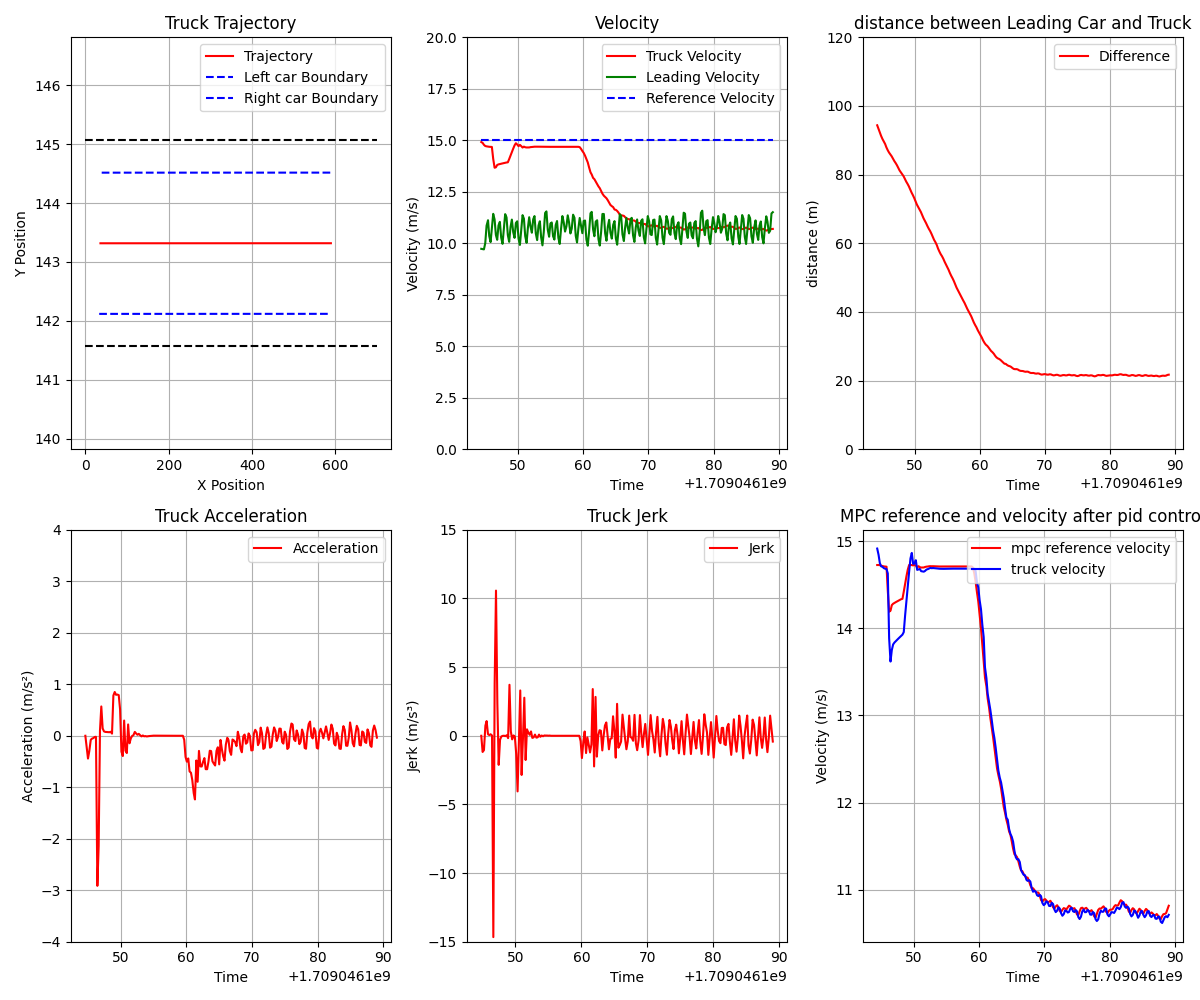 Truck Trajectory
Trajectory
Left car Boundary
Right car Boundary
146
145
144
143
142
141
140
Y Position
0
200
400
600
X Position
Velocity
Truck Velocity
Leading Velocity
Reference Velocity
20.0
17.5
15.0
12.5
10.0
7.5
5.0
2.5
0.0
Velocity (m/s)
50
60
70
80
90
Time
+1.7090461e9
distance between Leading Car and Truck
Difference
120
100
80
60
40
20
0
distance (m)
50
60
70
80
90
Time
+1.7090461e9
Truck Acceleration
Acceleration
4
3
2
1
0
−1
−2
−3
−4
Acceleration (m/s²)
50
60
70
80
90
Time
+1.7090461e9
Truck Jerk
Jerk
15
10
5
0
−5
−10
−15
Jerk (m/s³)
50
60
70
80
90
Time
+1.7090461e9
MPC reference and velocity after pid contro
mpc reference velocity
truck velocity
15
14
13
12
11
Velocity (m/s)
50
60
70
80
90
Time
+1.7090461e9